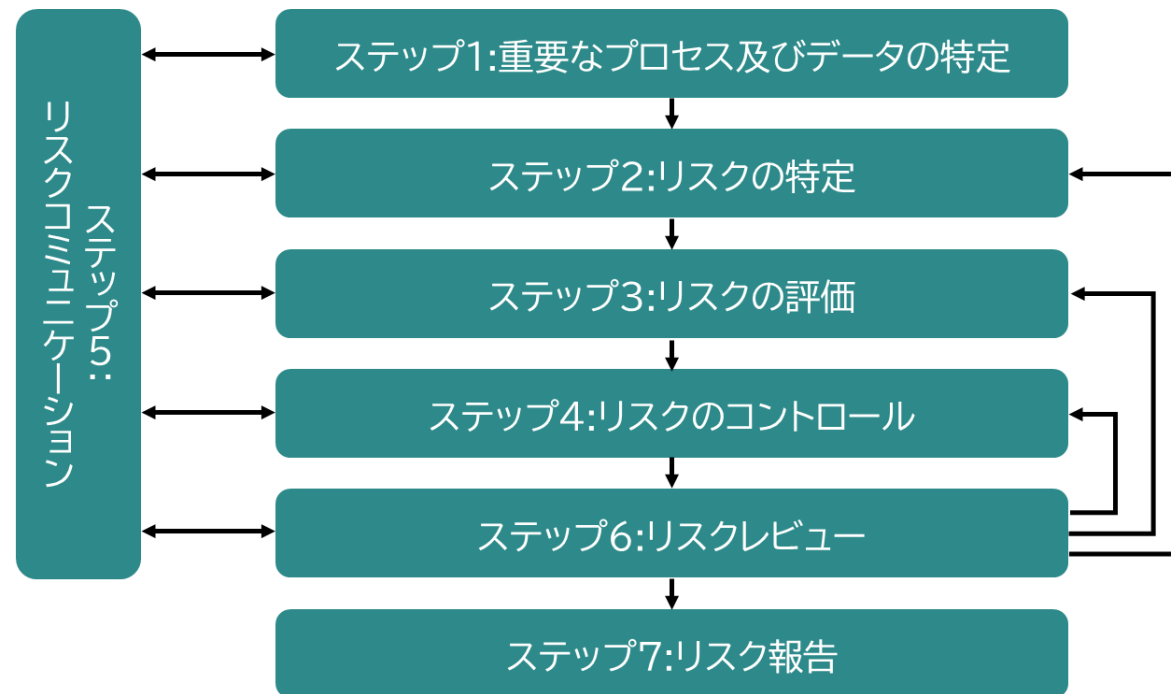 ステップ5:
リスクコミュニケーション
ステップ1:重要なプロセス及びデータの特定
ステップ2:リスクの特定
ステップ3:リスクの評価
ステップ4:リスクのコントロール
ステップ6:リスクレビュー
ステップ7:リスク報告